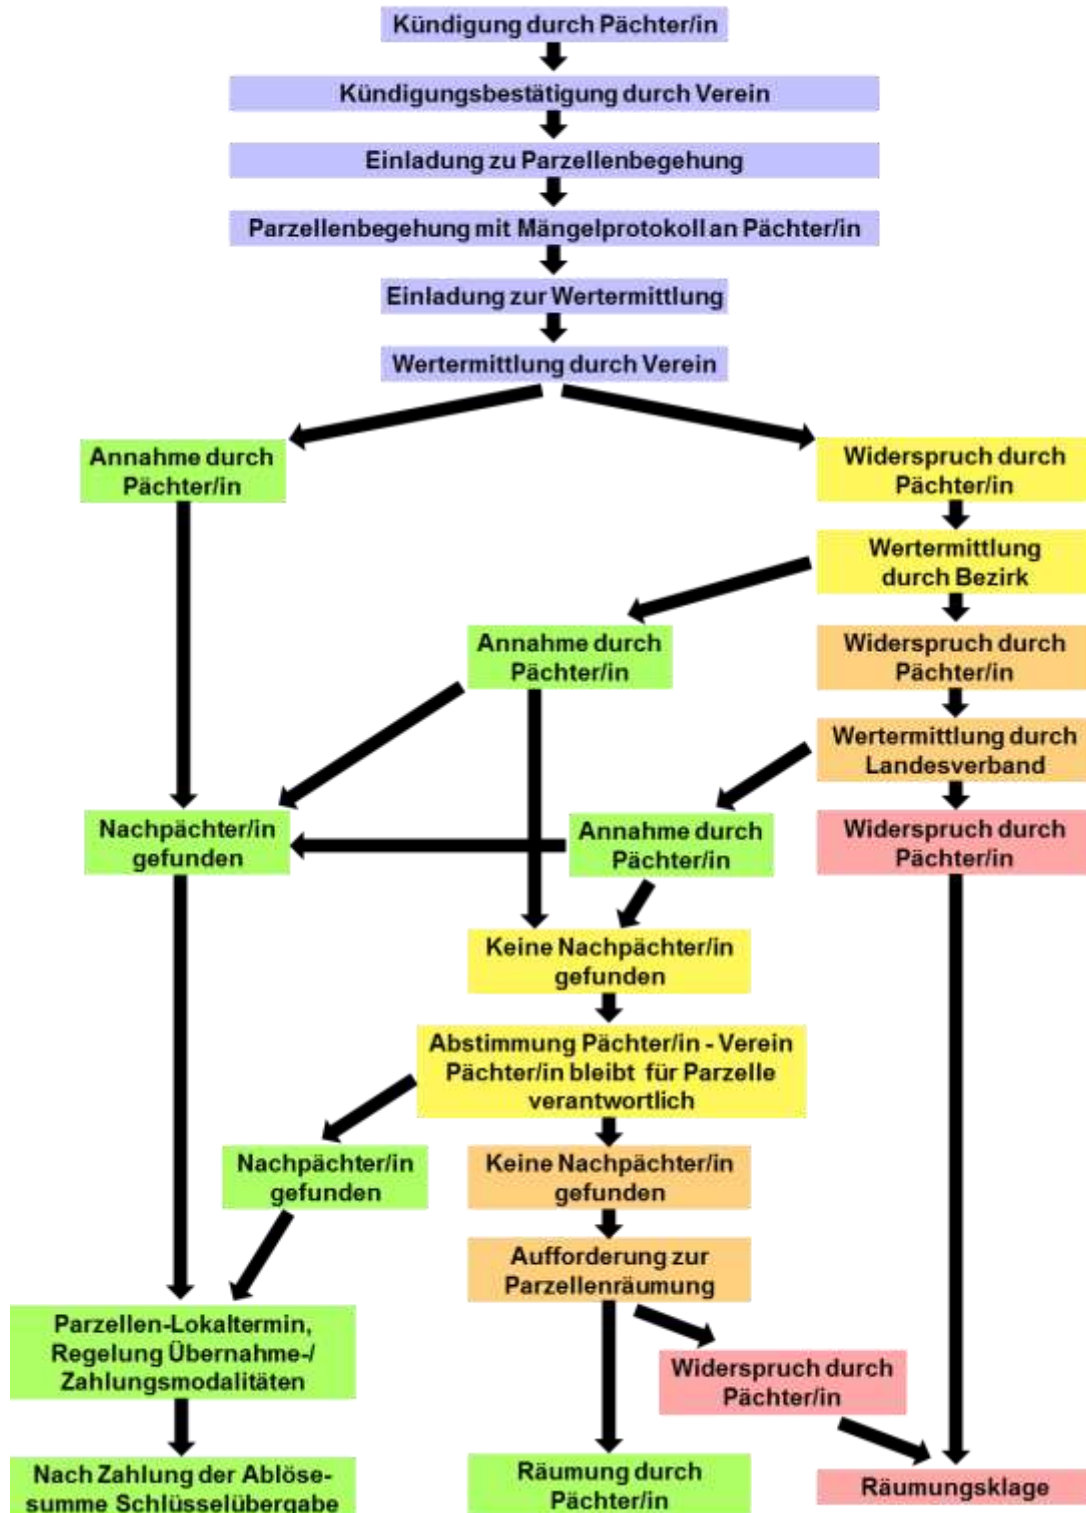 Kündigung durch Pächter/in
Kündigungsbestätigung durch Verein
Einladung zu Parzellenbegehung
Parzellenbegehung mit Mängelprotokoll an Pächter/in
Einladung zur Wertermittlung
Wertermittlung durch Verein
Annahme durch
Pächter/in
Widerspruch durch
Pächter/in
Wertermittlung
durch Bezirk
Annahme durch
Pächter/in
Widerspruch durch
Pächter/in
Wertermittlung durch
Landesverband
Nachpächter/in
gefunden
Annahme durch
Pächter/in
Widerspruch durch
Pächter/in
Keine Nachpächter/in
gefunden
Abstimmung Pächter/in - Verein
Pächter/in bleibt für Parzelle
verantwortlich
Nachpächter/in
gefunden
Keine Nachpächter/in
gefunden
Aufforderung zur
Parzellenräumung
Parzellen-Lokaltermin,
Regelung Übernahme-/
Zahlungsmodalitäten
Widerspruch durch
Pächter/in
Nach Zahlung der Ablöse-
summe Schlüsselübergabe
Räumung durch
Pächter/in
Räumungsklage